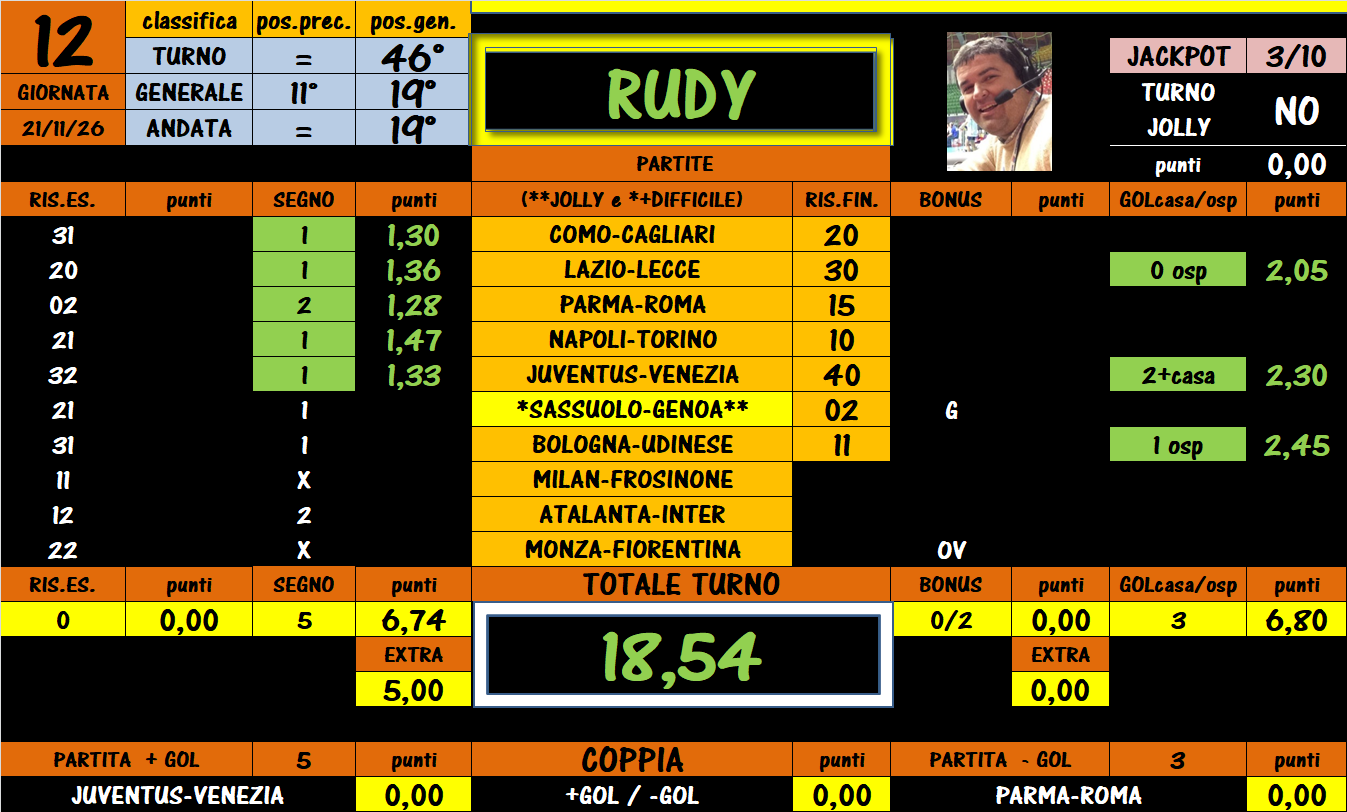 12 classifica pos.prec. pos.gen.
TURNO = 46° RUDY JACKPOT 3/10
GIORNATA GENERALE 11° 19° TURNO JOLLY NO
21/11/26 ANDATA = 19°
PARTITE punti 0,00
RIS.ES. punti SEGNO punti (**JOLLY e *+DIFFICILE) RIS.FIN. BONUS punti GOLcasa/osp punti
31 1 1,30 COMO-CAGLIARI 20
20 1 1,36 LAZIO-LECCE 30 0 osp 2,05
02 2 1,28 PARMA-ROMA 15
21 1 1,47 NAPOLI-TORINO 10
32 1 1,33 JUVENTUS-VENEZIA 40 2+casa 2,30
21 1 *SASSUOLO-GENOA** 02 G
31 1 BOLOGNA-UDINESE 11 1 osp 2,45
11 X MILAN-FROSINONE
12 2 ATALANTA-INTER
22 X MONZA-FIORENTINA OV
RIS.ES. punti SEGNO punti TOTALE TURNO BONUS punti GOLcasa/osp punti
0 0,00 5 6,74 18,54 0/2 0,00 3 6,80
EXTRA EXTRA
5,00 0,00
PARTITA + GOL 5 punti COPPIA punti PARTITA - GOL 3 punti
JUVENTUS-VENEZIA 0,00 +GOL / -GOL 0,00 PARMA-ROMA 0,00